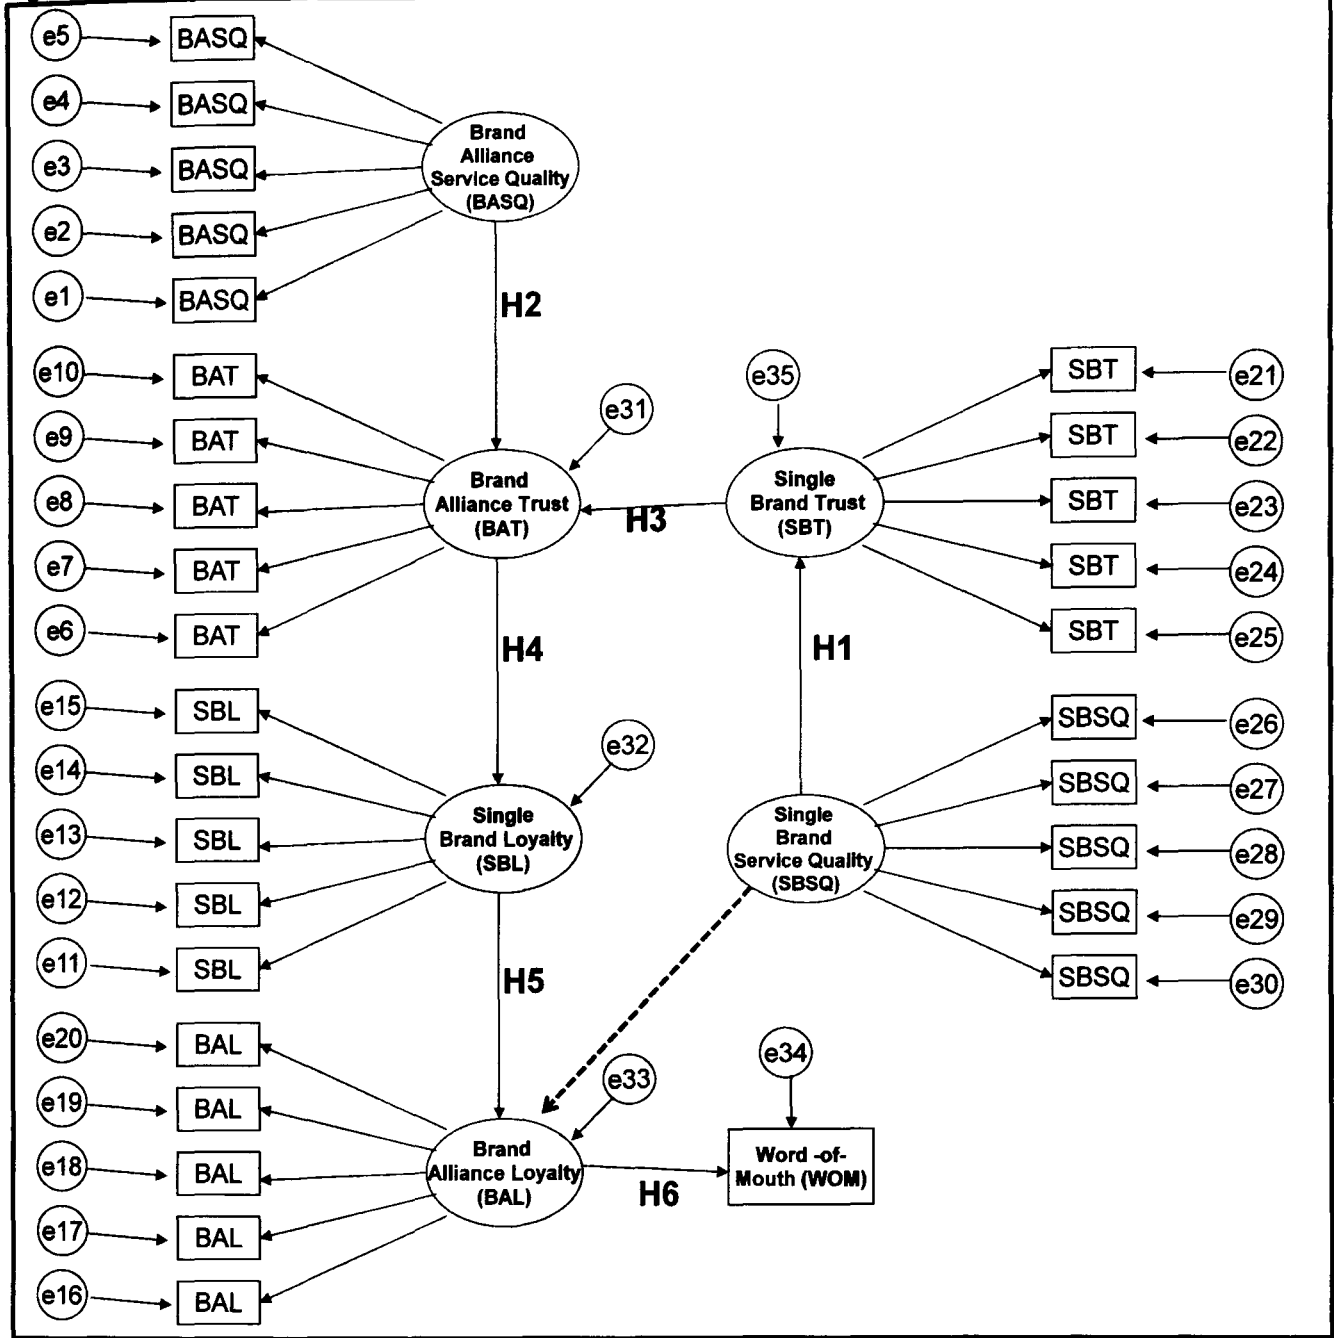 e5
BASQ
e4
BASQ
e3
BASQ
e2
BASQ
e1
BASQ
Brand
Alliance
Service Quality
(BASQ)
H2
e10
BAT
e9
BAT
e8
BAT
e7
BAT
e6
BAT
e31
Brand
Alliance Trust
(BAT)
H3
e35
Single
Brand Trust
(SBT)
SBT
e21
SBT
e22
SBT
e23
SBT
e24
SBT
e25
H4
H1
e15
SBL
e14
SBL
e13
SBL
e12
SBL
e11
SBL
e32
Single
Brand Loyalty
(SBL)
Single
Brand
Service Quality
(SBSQ)
SBSQ
e26
SBSQ
e27
SBSQ
e28
SBSQ
e29
SBSQ
e30
H5
e20
BAL
e19
BAL
e18
BAL
e17
BAL
e16
BAL
e33
Brand
Alliance Loyalty
(BAL)
H6
e34
Word -of-
Mouth (WOM)